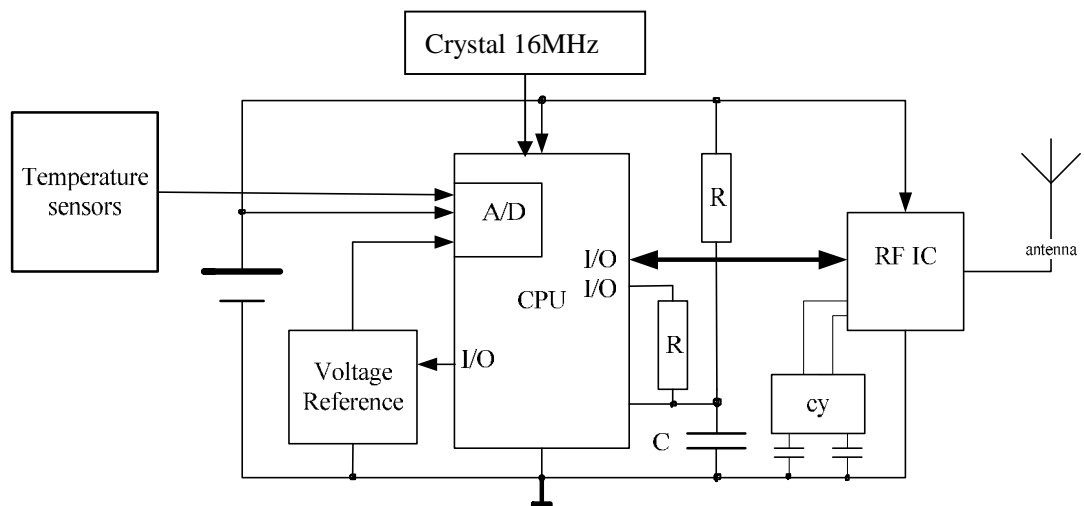 Crystal 16MHz
Temperature
sensors
A/D
R
I/O
I/O
CPU
R
RF IC
antenna
I/O
Voltage
Reference
C
cy